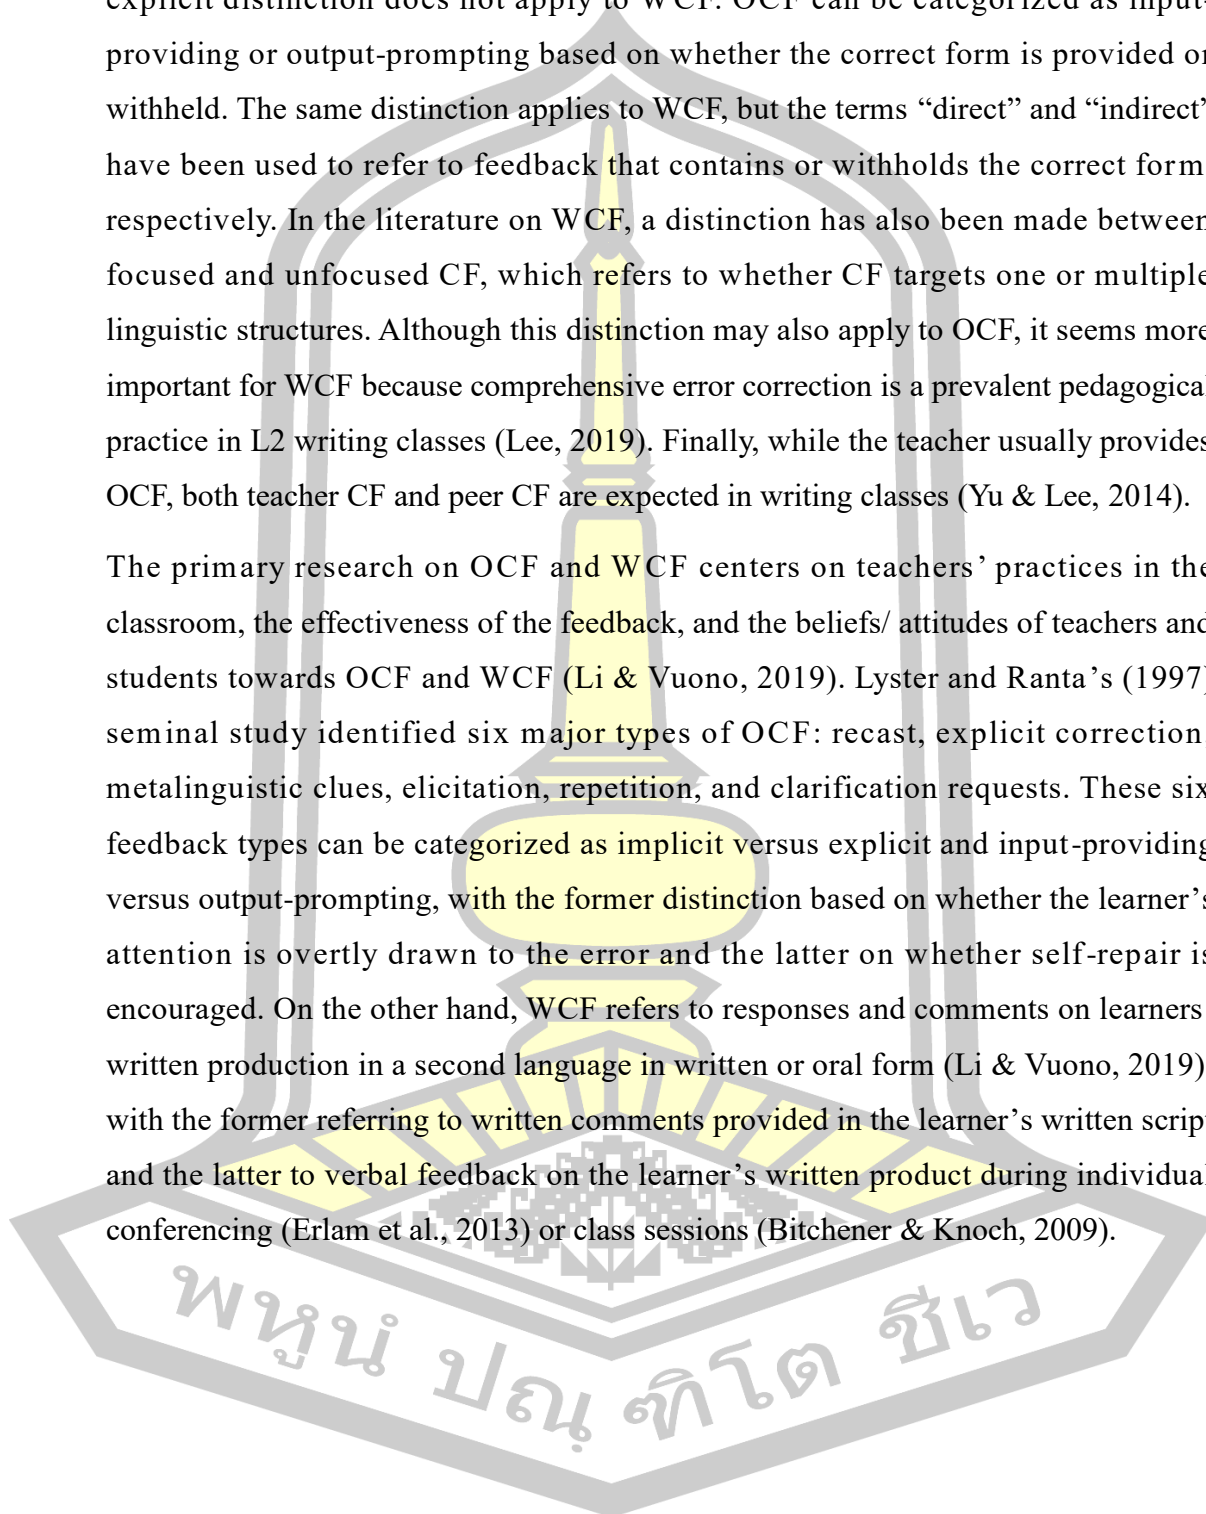 explicit distinction does not apply to WCF. OCF can be categorized as input-
providing or output-prompting based on whether the correct form is provided or
withheld. The same distinction applies to WCF, but the terms “direct” and “indirect”
have been used to refer to feedback that contains or withholds the correct form
respectively. In the literature on WCF, a distinction has also been made between
focused and unfocused CF, which refers to whether CF targets one or multiple
linguistic structures. Although this distinction may also apply to OCF, it seems more
important for WCF because comprehensive error correction is a prevalent pedagogical
practice in L2 writing classes (Lee, 2019). Finally, while the teacher usually provides
OCF, both teacher CF and peer CF are expected in writing classes (Yu & Lee, 2014).
The primary research on OCF and WCF centers on teachers’ practices in the
classroom, the effectiveness of the feedback, and the beliefs/ attitudes of teachers and
students towards OCF and WCF (Li & Vuono, 2019). Lyster and Ranta’s (1997)
seminal study identified six major types of OCF: recast, explicit correction
metalinguistic clues, elicitation, repetition, and clarification requests. These six
feedback types can be categorized as implicit versus explicit and input-providing
versus output-prompting, with the former distinction based on whether the learner’s
attention is overtly drawn to the error and the latter on whether self-repair is
encouraged. On the other hand, WCF refers to responses and comments on learners
written production in a second language in written or oral form (Li & Vuono, 2019)
with the former referring to written comments provided in the learner’s written script
and the latter to verbal feedback on the learner’s written product during individual
conferencing (Erlam et al., 2013) or class sessions (Bitchener & Knoch, 2009).
พหูนํ ปณฺฑิโต ชีเว